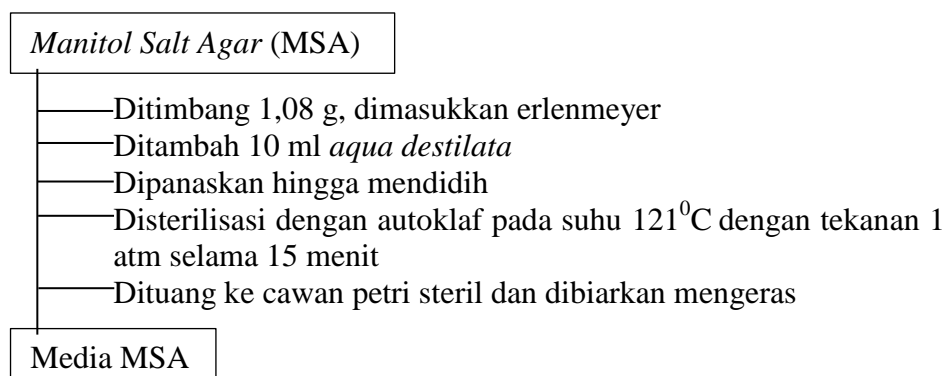 Manitol Salt Agar (MSA)
Ditimbang 1,08 g, dimasukkan erlenmeyer
Ditambah 10 ml aqua destilata
Dipanaskan hingga mendidih
Disterilisasi dengan autoklaf pada suhu 121⁰C dengan tekanan 1
atm selama 15 menit
Dituang ke cawan petri steril dan dibiarkan mengeras
Media MSA